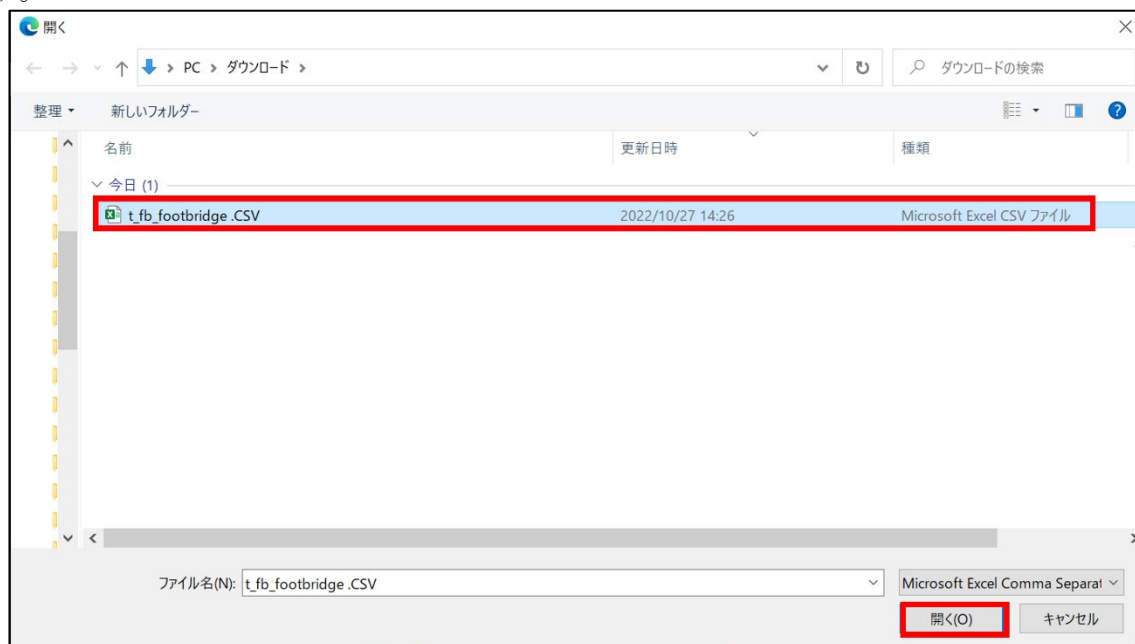 開く
PC > ダウンロード >
ダウンロードの検索
整理 新しいフォルダー
名前 更新日時 種類
今日 (1)
t_fb_footbridge .CSV 2022/10/27 14:26 Microsoft Excel CSV ファイル
ファイル名(N): t_fb_footbridge .CSV Microsoft Excel Comma Separat
開く(O) キャンセル